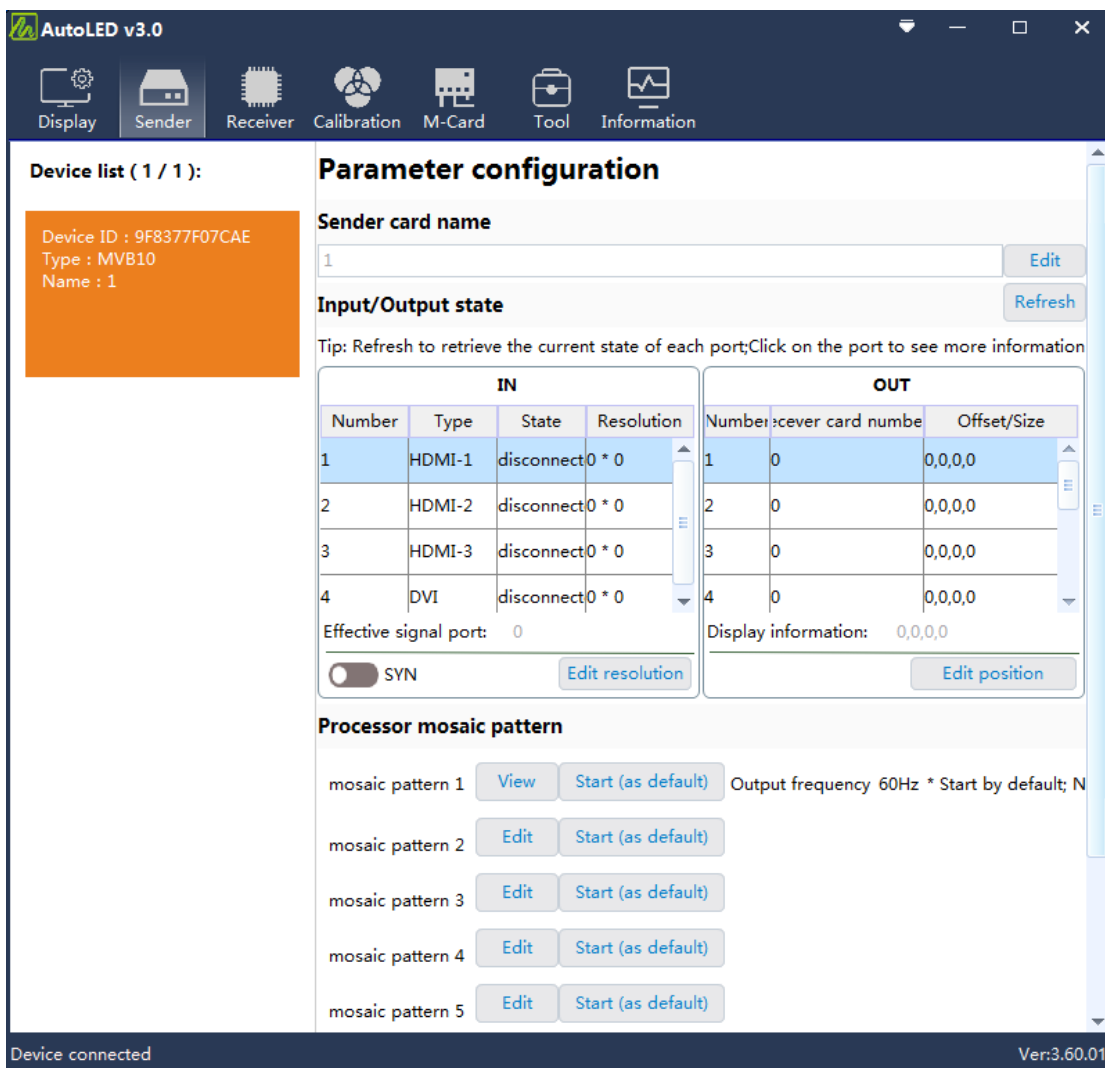 AutoLED v3.0
Display Sender Receiver Calibration M-Card Tool Information
Device list ( 1 / 1 ):
Device ID : 9F8377F07CAE
Type : MVB10
Name : 1
Parameter configuration
Sender card name
1 Edit
Input/Output state Refresh
Tip: Refresh to retrieve the current state of each port;Click on the port to see more information
IN OUT
Number Type State Resolution Number ecever card numbe Offset/Size
1 HDMI-1 disconnect 0 * 0 1 0 0,0,0,0
2 HDMI-2 disconnect 0 * 0 2 0 0,0,0,0
3 HDMI-3 disconnect 0 * 0 3 0 0,0,0,0
4 DVI disconnect 0 * 0 4 0 0,0,0,0
Effective signal port: 0 Display information: 0,0,0,0
SYN Edit resolution Edit position
Processor mosaic pattern
mosaic pattern 1 View Start (as default) Output frequency 60Hz * Start by default; N
mosaic pattern 2 Edit Start (as default)
mosaic pattern 3 Edit Start (as default)
mosaic pattern 4 Edit Start (as default)
mosaic pattern 5 Edit Start (as default)
Device connected Ver:3.60.01